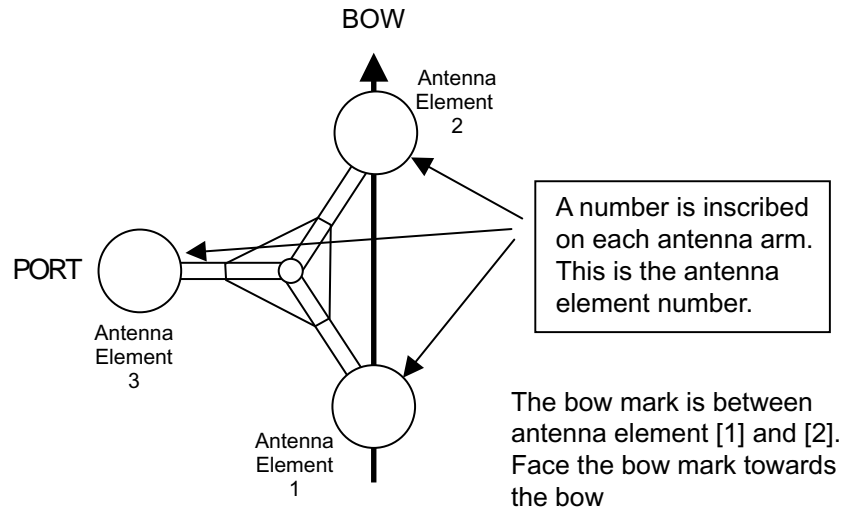 BOW
Antenna
Element
2
A number is inscribed
on each antenna arm.
This is the antenna
element number.
PORT
Antenna
Element
3
The bow mark is between
antenna element [1] and [2].
Face the bow mark towards
the bow
Antenna
Element
1